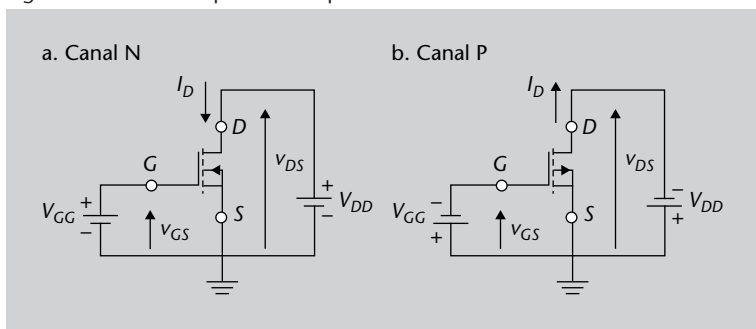 a. Canal N
b. Canal P
I_D
D
G
v_DS
V_GG
+
−
v_GS
S
+
−
V_DD
I_D
D
G
v_DS
V_GG
−
+
v_GS
S
−
+
V_DD